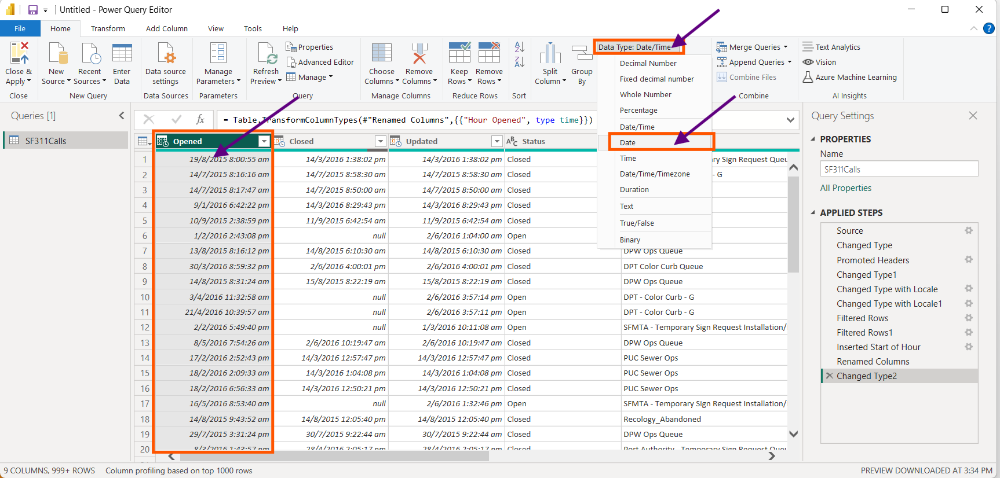 Untitled - Power Query Editor
File Home Transform Add Column View Tools Help
Close & Apply
Close
New Source
Recent Sources
Enter Data
New Query
Data source settings
Data Sources
Manage Parameters
Parameters
Refresh Preview
Properties
Advanced Editor
Manage
Query
Choose Columns
Remove Columns
Manage Columns
Keep Rows
Remove Rows
Reduce Rows
Sort
Split Column
Group By
Data Type: Date/Time
Decimal Number
Fixed decimal number
Whole Number
Percentage
Date/Time
Date
Time
Date/Time/Timezone
Duration
Text
True/False
Binary
Merge Queries
Append Queries
Combine Files
Combine
Text Analytics
Vision
Azure Machine Learning
AI Insights
Queries [1]
SF311Calls
fx = Table.TransformColumnTypes(#"Renamed Columns",{{"Hour Opened", type time}})
Opened Closed Updated ABC Status
1 19/8/2015 8:00:55 am 14/3/2016 1:38:02 pm 14/3/2016 1:38:02 pm Closed rary Sign Request Queu
2 14/7/2015 8:16:16 am 14/7/2015 8:58:30 am 14/7/2015 8:58:30 am Closed - G
3 14/7/2015 8:17:47 am 14/7/2015 8:50:00 am 14/7/2015 8:50:00 am Closed
4 9/1/2016 6:42:22 pm 14/3/2016 8:29:43 pm 14/3/2016 8:29:43 pm Closed
5 10/9/2015 2:38:59 pm 11/9/2015 6:42:54 am 11/9/2015 6:42:54 am Closed
6 1/2/2016 2:43:08 pm null 2/6/2016 1:04:00 am Open
7 13/8/2015 8:16:12 pm 14/8/2015 6:10:30 am 14/8/2015 6:10:30 am Closed DPW Ops Queue
8 30/3/2016 8:59:32 pm 2/6/2016 4:00:01 pm 2/6/2016 4:00:01 pm Closed DPT Color Curb Queue
9 14/8/2015 8:31:24 am 15/8/2015 8:22:19 am 15/8/2015 8:22:19 am Closed DPW Ops Queue
10 3/4/2016 11:32:58 am null 2/6/2016 3:57:14 pm Open DPT - Color Curb - G
11 21/4/2016 10:39:57 am null 2/6/2016 3:57:11 pm Open DPT - Color Curb - G
12 2/2/2016 5:49:40 pm null 1/3/2016 10:11:08 am Open SFMTA - Temporary Sign Request Installation/
13 8/5/2016 7:54:26 am 2/6/2016 10:19:47 am 2/6/2016 10:19:47 am Closed DPW Ops Queue
14 17/2/2016 2:52:43 pm 14/3/2016 12:57:47 pm 14/3/2016 12:57:47 pm Closed PUC Sewer Ops
15 18/2/2016 2:09:33 am 14/3/2016 1:04:08 pm 14/3/2016 1:04:08 pm Closed PUC Sewer Ops
16 18/2/2016 6:56:33 am 14/3/2016 12:50:21 pm 14/3/2016 12:50:21 pm Closed PUC Sewer Ops
17 16/5/2016 8:53:40 am null 2/6/2016 1:32:46 pm Open SFMTA - Temporary Sign Request Installation/
18 14/8/2015 9:43:52 am 14/8/2015 12:05:40 pm 14/8/2015 12:05:40 pm Closed Recology_Abandoned
19 29/7/2015 3:31:24 pm 30/7/2015 9:22:44 am 30/7/2015 9:22:44 am Closed DPW Ops Queue
20 8/3/2016 1:43:57 pm 28/4/2016 2:05:17 pm 28/4/2016 2:05:17 pm Closed Port Authority - Temporary Sign Request Queu
Query Settings
PROPERTIES
Name
SF311Calls
All Properties
APPLIED STEPS
Source
Changed Type
Promoted Headers
Changed Type1
Changed Type with Locale
Changed Type with Locale1
Filtered Rows
Filtered Rows1
Inserted Start of Hour
Renamed Columns
Changed Type2
9 COLUMNS, 999+ ROWS Column profiling based on top 1000 rows PREVIEW DOWNLOADED AT 3:34 PM